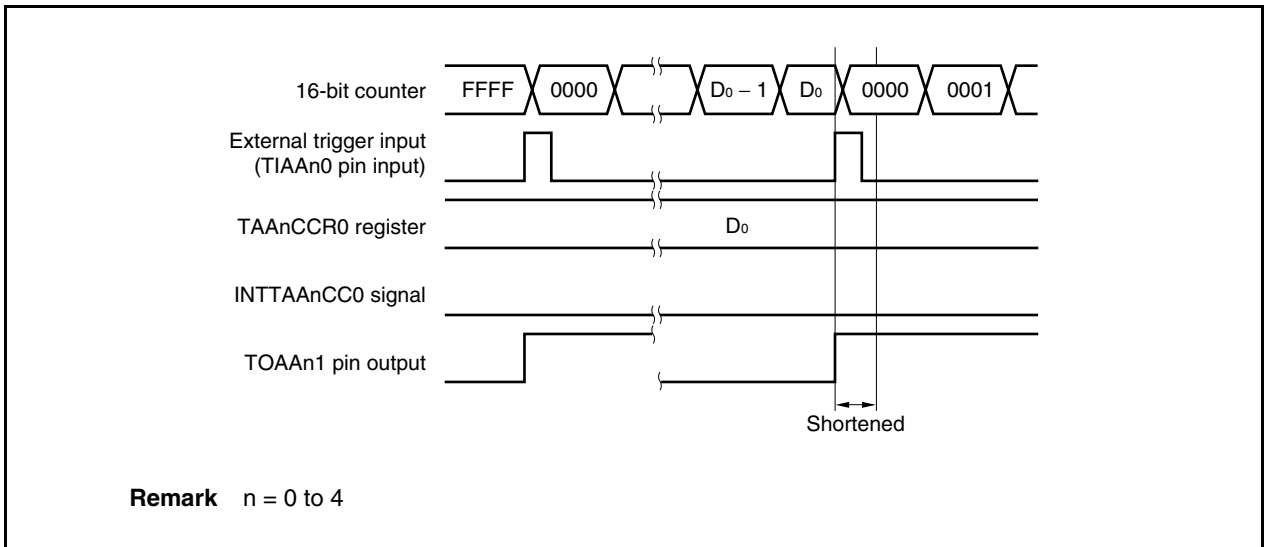 16-bit counter FFFF 0000 D₀ − 1 D₀ 0000 0001
External trigger input
(TIAAn0 pin input)
TAAnCCR0 register D₀
INTTAAnCC0 signal
TOAAn1 pin output
Shortened
Remark n = 0 to 4